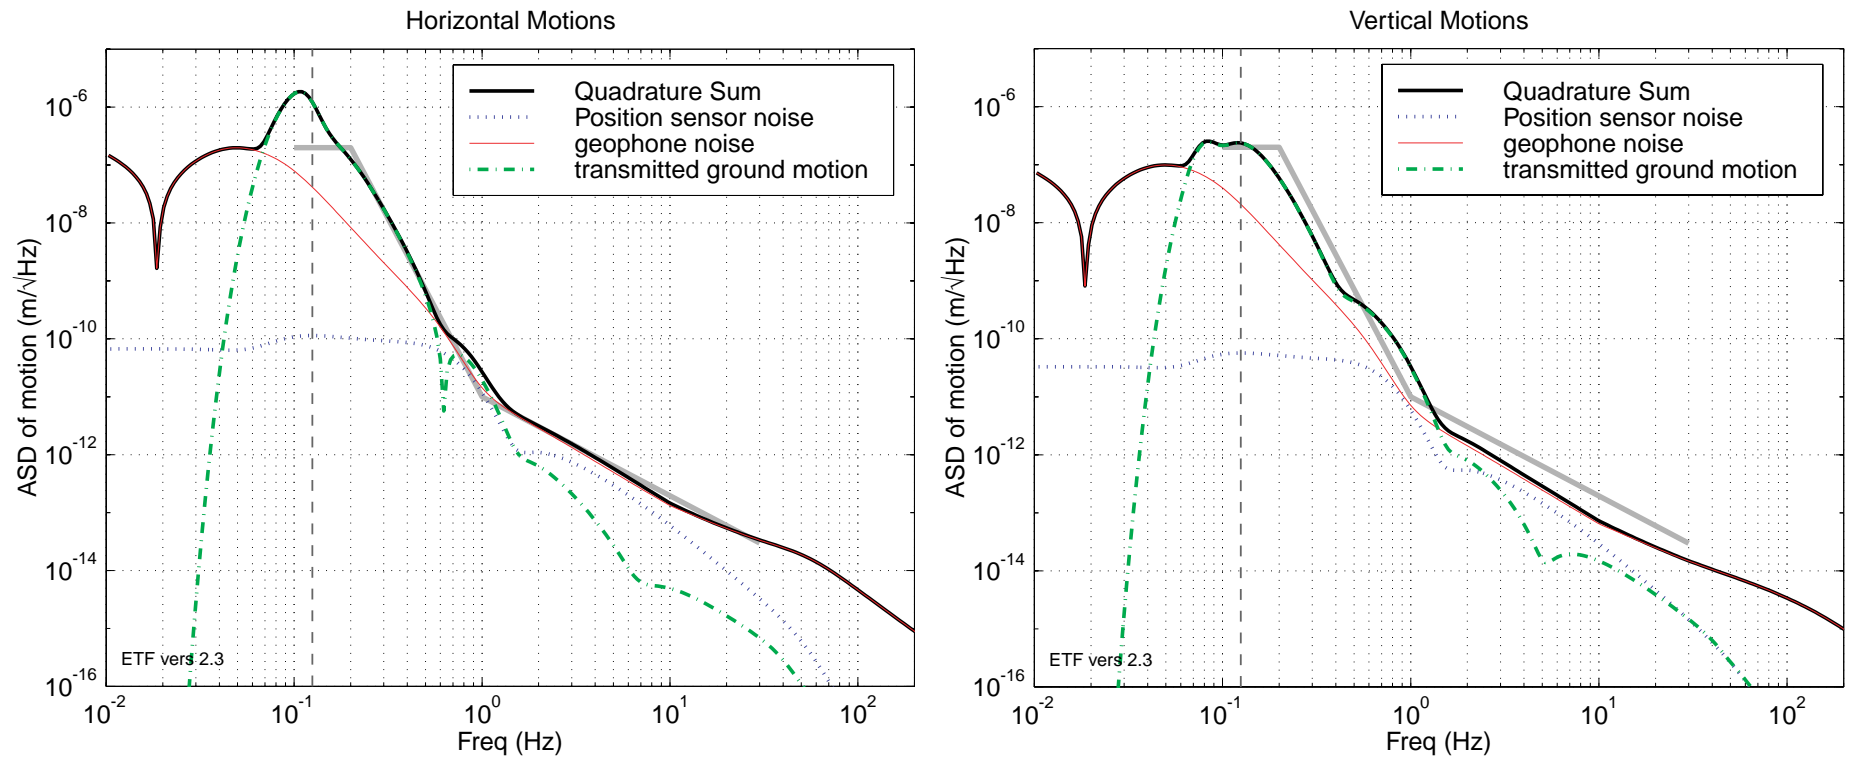 Horizontal Motions
ASD of motion (m/√Hz)
10^-6
10^-8
10^-10
10^-12
10^-14
10^-16
Quadrature Sum
Position sensor noise
geophone noise
transmitted ground motion
ETF vers 2.3
10^-2 10^-1 10^0 10^1 10^2
Freq (Hz)
Vertical Motions
ASD of motion (m/√Hz)
10^-6
10^-8
10^-10
10^-12
10^-14
10^-16
Quadrature Sum
Position sensor noise
geophone noise
transmitted ground motion
ETF vers 2.3
10^-2 10^-1 10^0 10^1 10^2
Freq (Hz)